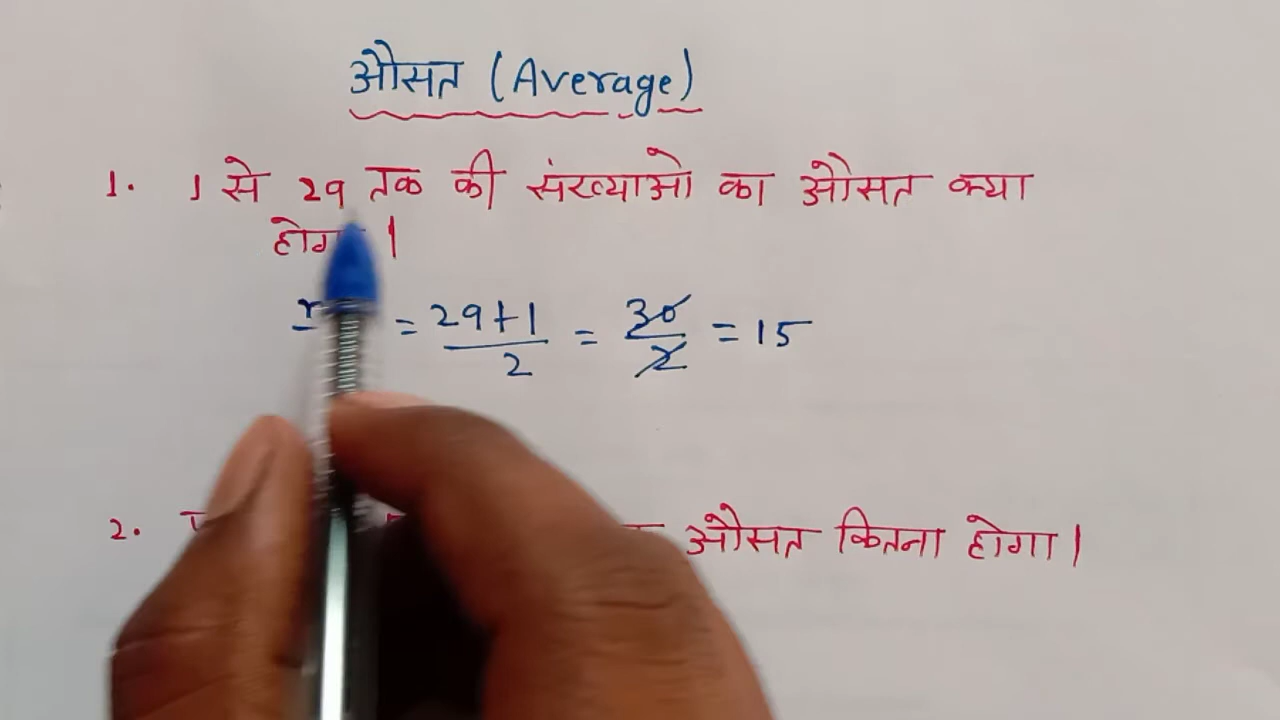 औसत (Average)
1. 1 से 29 तक की संख्याओ का औसत क्या
। 
= 29+1/2 = 30/2 = 15
2. औसत कितना होगा।